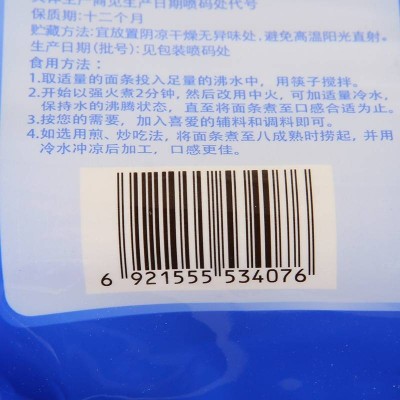 具体生产商见生产日期喷码处代号
保质期:十二个月
贮藏方法:宜放置阴凉干燥无异味处,避免高温阳光直射。
生产日期(批号):见包装喷码处
食用方法:
1.取适量的面条投入足量的沸水中,用筷子搅拌。
2.开始以强火煮2分钟,然后改用中火,可加适量冷水,
保持水的沸腾状态,直至将面条煮至口感合适为止。
3.按您的需要,加入喜爱的辅料和调料即可。
4.如选用煎、炒吃法,将面条煮至八成熟时捞起,并用
冷水冲凉后加工,口感更佳。
6 921555 534076